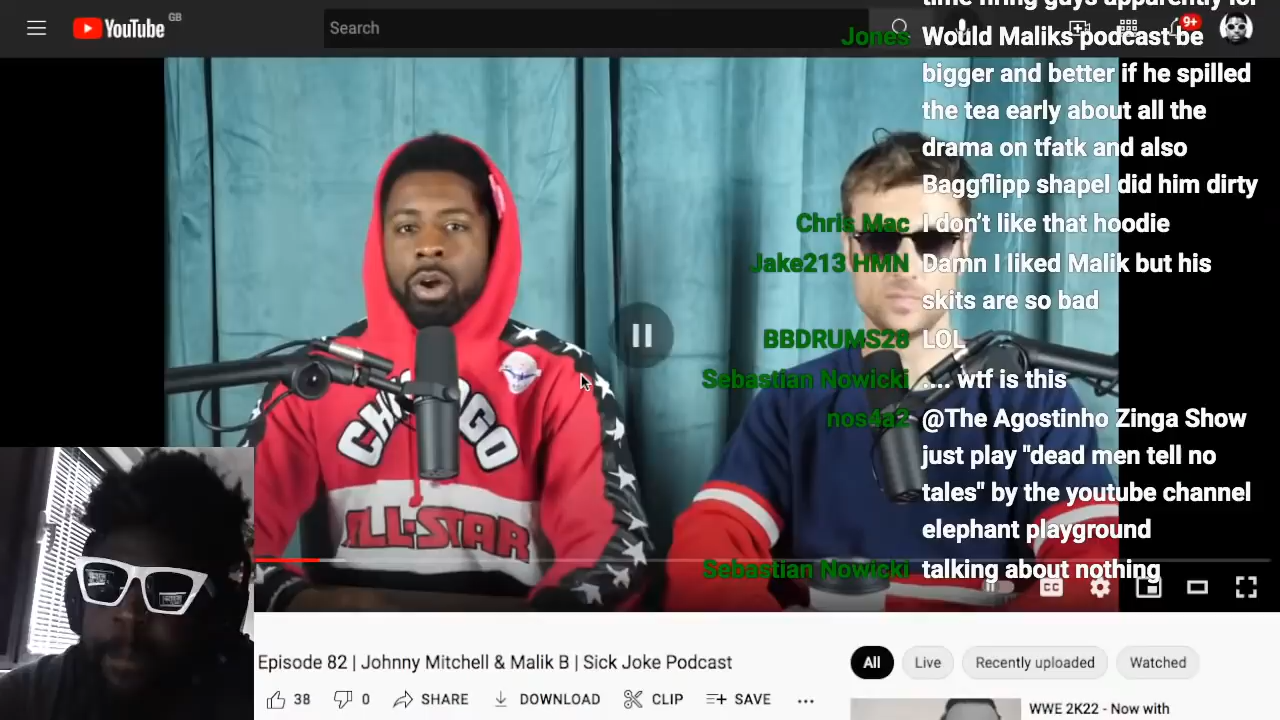 YouTube GB
Search
9+
Jones Would Maliks podcast be
bigger and better if he spilled
the tea early about all the
drama on tfatk and also
Baggflipp shapel did him dirty
Chris Mac I don’t like that hoodie
Jake213 HMN Damn I liked Malik but his
skits are so bad
BBDRUMS28 LOL
Sebastian Nowicki .... wtf is this
nos4a2 @The Agostinho Zinga Show
just play "dead men tell no
tales" by the youtube channel
elephant playground
Sebastian Nowicki talking about nothing
CHICAGO
ALL-STAR
CC
Episode 82 | Johnny Mitchell & Malik B | Sick Joke Podcast
38 0 SHARE DOWNLOAD CLIP SAVE
All Live Recently uploaded Watched
WWE 2K22 - Now with